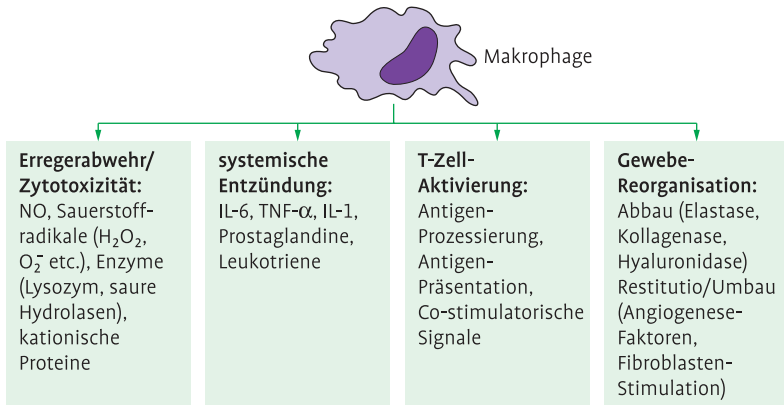 Makrophage
Erregerabwehr/
Zytotoxizität:
NO, Sauerstoff-
radikale (H₂O₂,
O₂⁻ etc.), Enzyme
(Lysozym, saure
Hydrolasen),
kationische
Proteine
systemische
Entzündung:
IL-6, TNF-α, IL-1,
Prostaglandine,
Leukotriene
T-Zell-
Aktivierung:
Antigen-
Prozessierung,
Antigen-
Präsentation,
Co-stimulatorische
Signale
Gewebe-
Reorganisation:
Abbau (Elastase,
Kollagenase,
Hyaluronidase)
Restitutio/Umbau
(Angiogenese-
Faktoren,
Fibroblasten-
Stimulation)